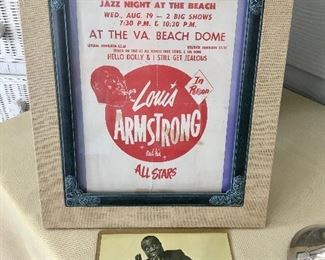 JAZZ NIGHT AT THE BEACH
WED., AUG. 19 - 2 BIG SHOWS
7:30 P.M. & 10:20 P.M.
AT THE VA. BEACH DOME
HELLO DOLLY & I STILL GET JEALOUS
Louis
In Person
ARMSTRONG
and his
ALL STARS